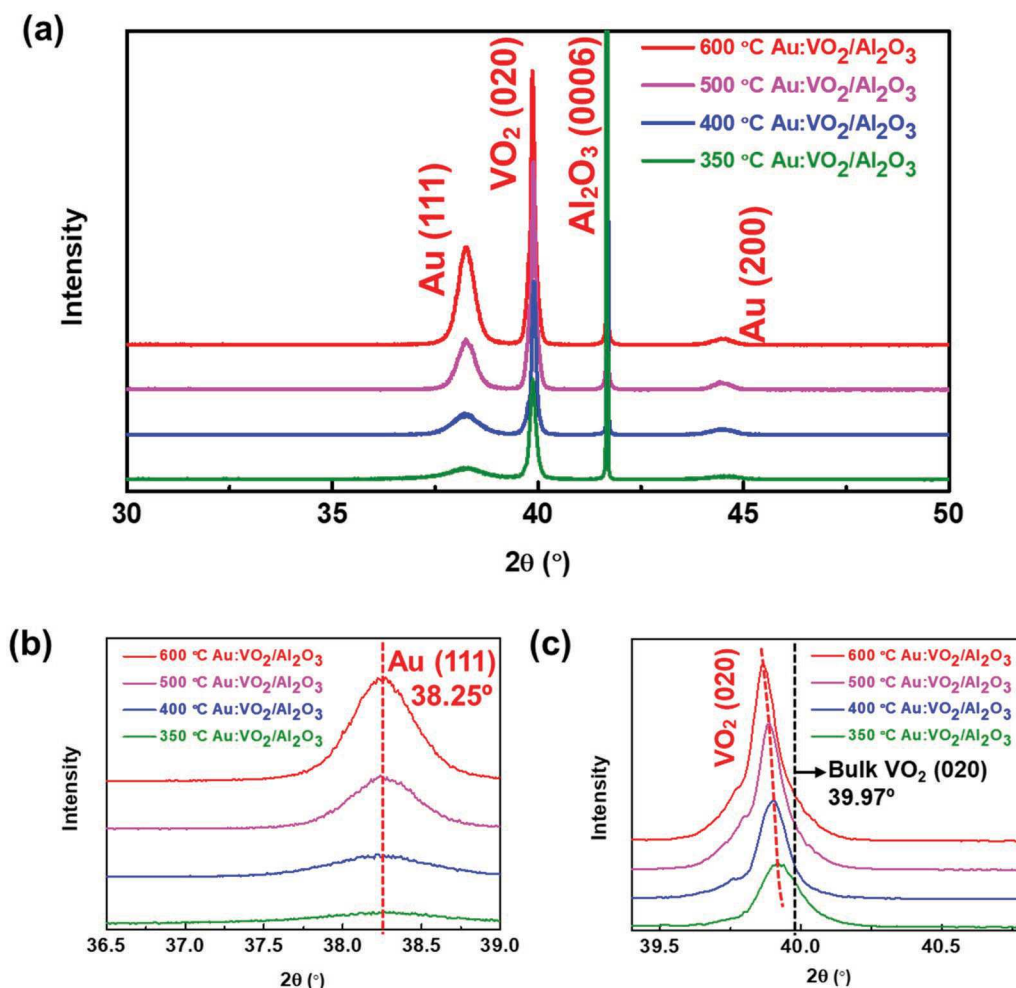 (a)
600 °C Au:VO₂/Al₂O₃
500 °C Au:VO₂/Al₂O₃
400 °C Au:VO₂/Al₂O₃
350 °C Au:VO₂/Al₂O₃
Au (111)
VO₂ (020)
Al₂O₃ (0006)
Au (200)
Intensity
30 35 40 45 50
2θ (°)
(b)
600 °C Au:VO₂/Al₂O₃
500 °C Au:VO₂/Al₂O₃
400 °C Au:VO₂/Al₂O₃
350 °C Au:VO₂/Al₂O₃
Au (111)
38.25º
Intensity
36.5 37.0 37.5 38.0 38.5 39.0
2θ (°)
(c)
600 °C Au:VO₂/Al₂O₃
500 °C Au:VO₂/Al₂O₃
400 °C Au:VO₂/Al₂O₃
350 °C Au:VO₂/Al₂O₃
VO₂ (020)
Bulk VO₂ (020)
39.97º
Intensity
39.5 40.0 40.5
2θ (°)